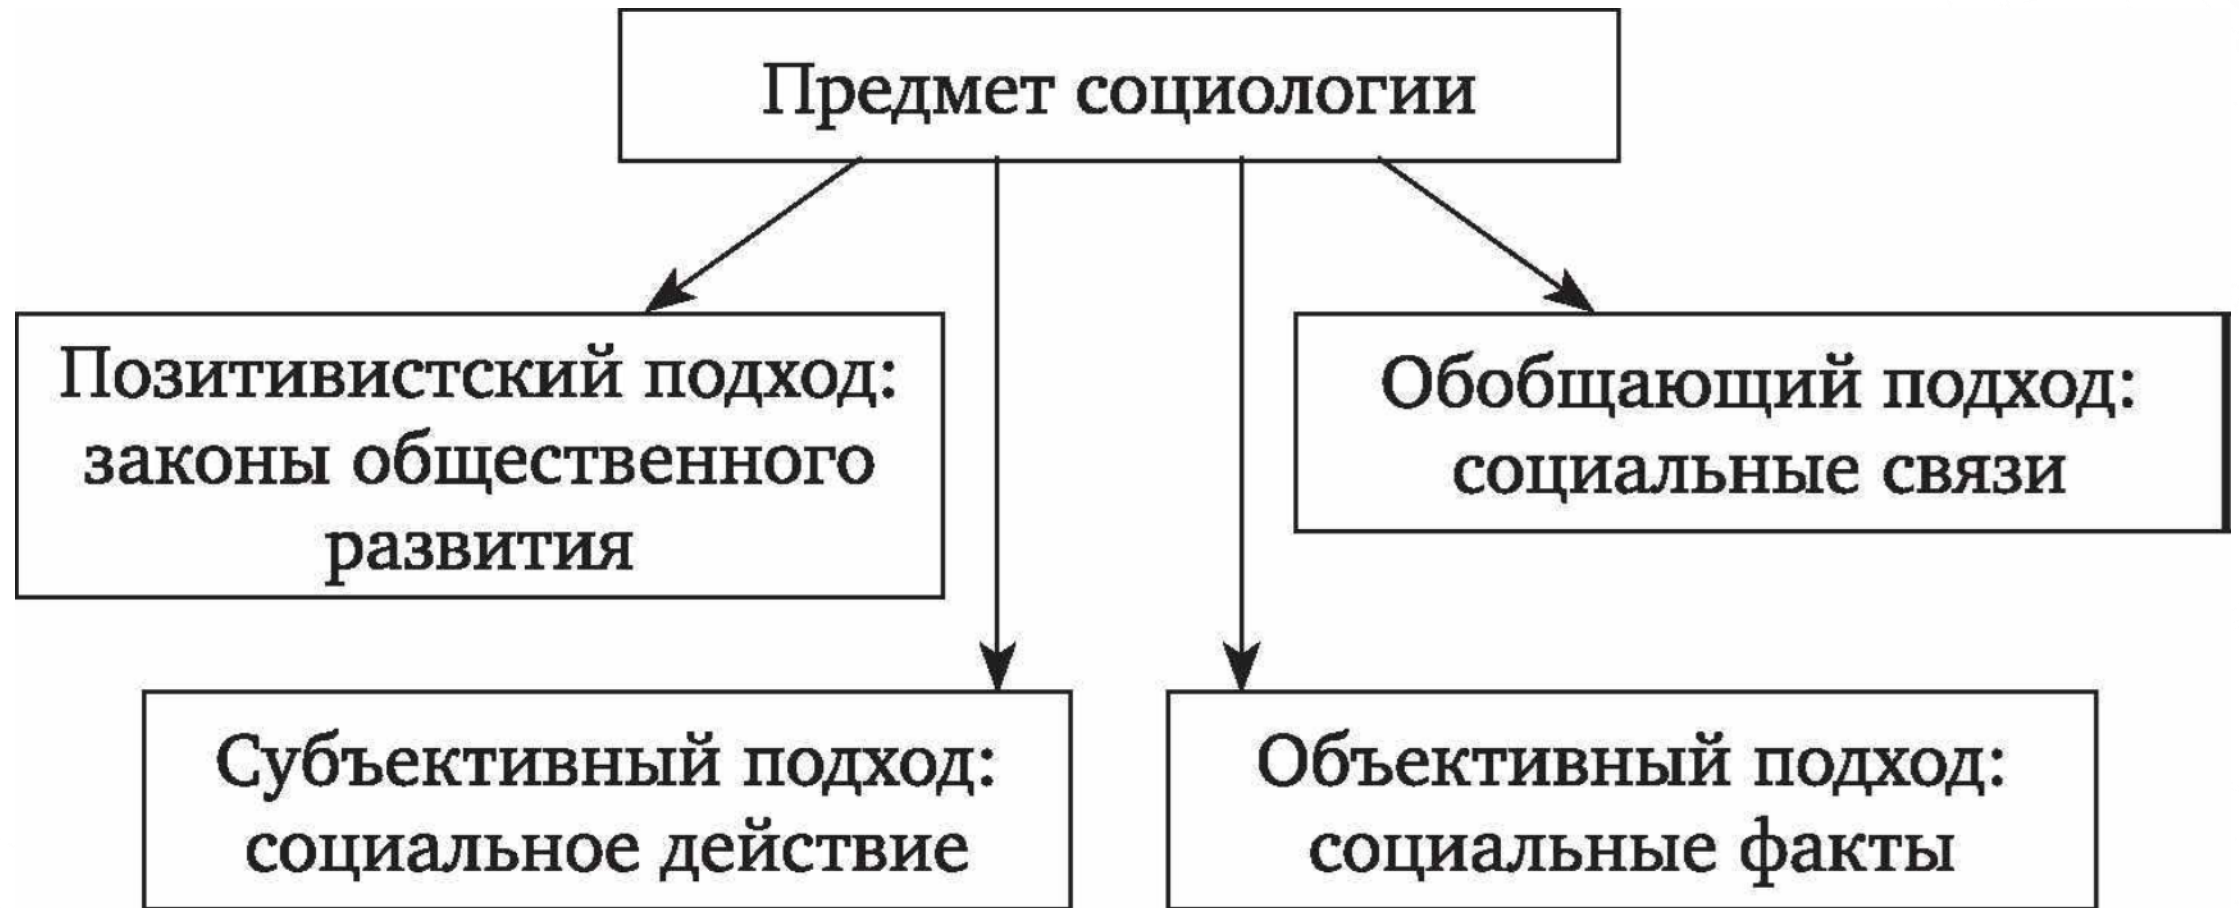 Предмет социологии
Позитивистский подход:
законы общественного
развития
Обобщающий подход:
социальные связи
Субъективный подход:
социальное действие
Объективный подход:
социальные факты